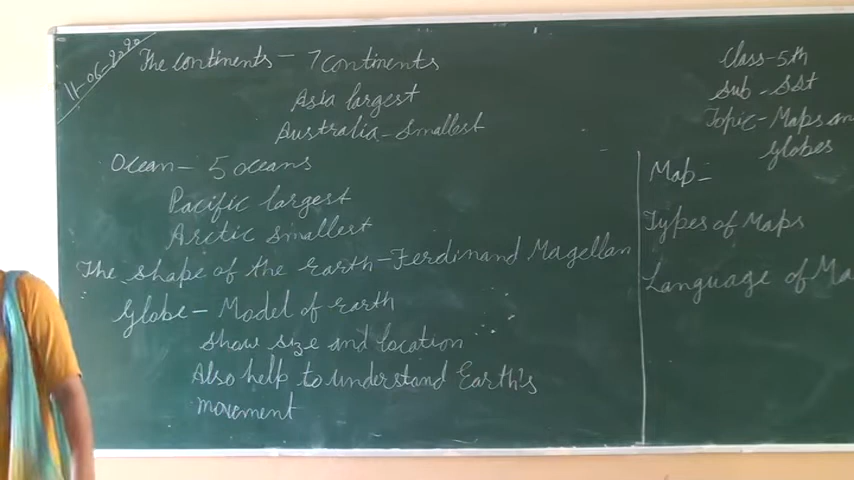 11-06-2020
The Continents - 7 Continents
Asia largest
Australia - Smallest
Ocean - 5 oceans
Pacific largest
Arctic smallest
The shape of the Earth - Ferdinand Magellan
Globe - Model of Earth
show size and location
Also help to understand Earth's
movement
Class - 5th
Sub - SSt
Topic - Maps an
Globes
Map -
Types of Maps
Language of Ma